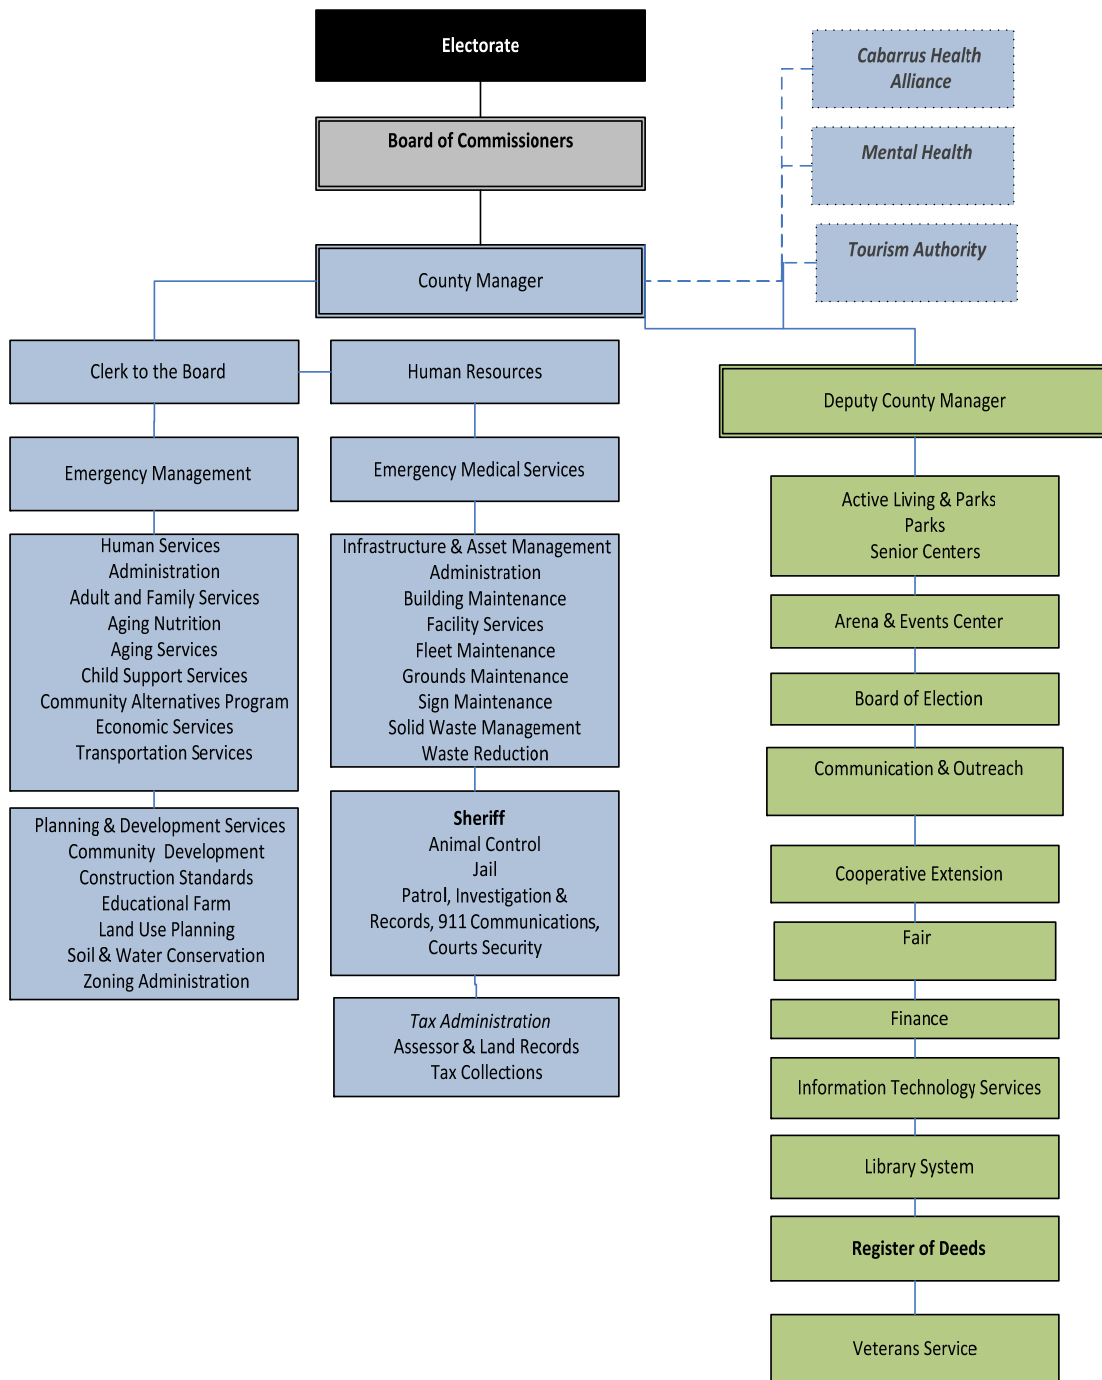 Electorate
Board of Commissioners
County Manager
Cabarrus Health
Alliance
Mental Health
Tourism Authority
Clerk to the Board
Human Resources
Emergency Management
Emergency Medical Services
Human Services
Administration
Adult and Family Services
Aging Nutrition
Aging Services
Child Support Services
Community Alternatives Program
Economic Services
Transportation Services
Infrastructure & Asset Management
Administration
Building Maintenance
Facility Services
Fleet Maintenance
Grounds Maintenance
Sign Maintenance
Solid Waste Management
Waste Reduction
Planning & Development Services
Community Development
Construction Standards
Educational Farm
Land Use Planning
Soil & Water Conservation
Zoning Administration
Sheriff
Animal Control
Jail
Patrol, Investigation &
Records, 911 Communications,
Courts Security
Tax Administration
Assessor & Land Records
Tax Collections
Deputy County Manager
Active Living & Parks
Parks
Senior Centers
Arena & Events Center
Board of Election
Communication & Outreach
Cooperative Extension
Fair
Finance
Information Technology Services
Library System
Register of Deeds
Veterans Service